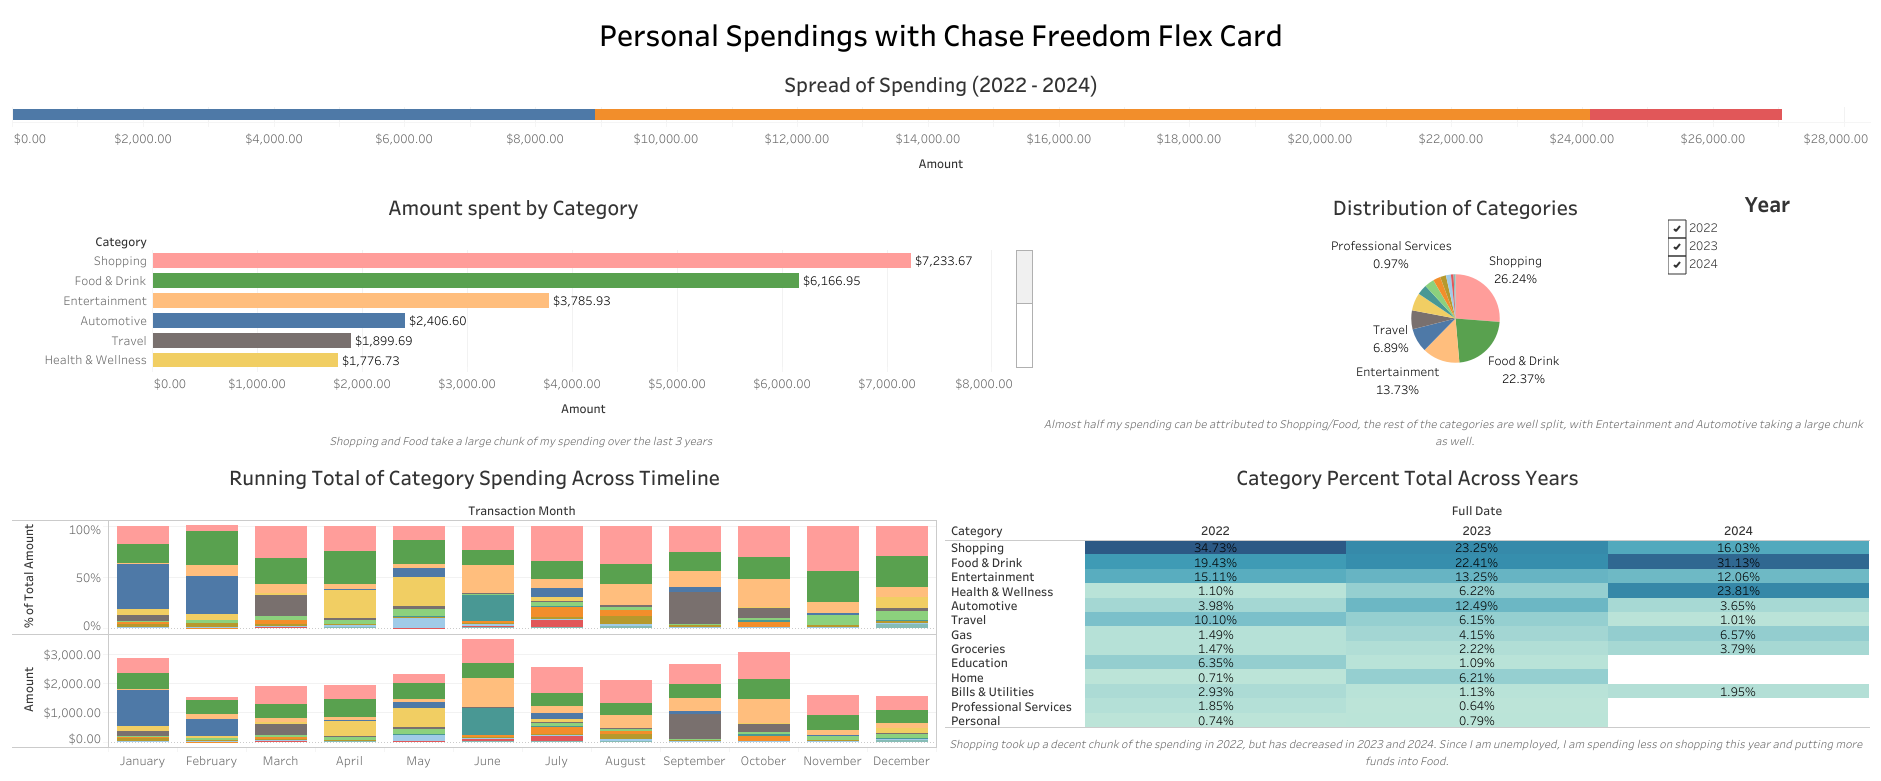 Personal Spendings with Chase Freedom Flex Card
Spread of Spending (2022 - 2024)
$0.00 $2,000.00 $4,000.00 $6,000.00 $8,000.00 $10,000.00 $12,000.00 $14,000.00 $16,000.00 $18,000.00 $20,000.00 $22,000.00 $24,000.00 $26,000.00 $28,000.00
Amount
Amount spent by Category
Category
Shopping $7,233.67
Food & Drink $6,166.95
Entertainment $3,785.93
Automotive $2,406.60
Travel $1,899.69
Health & Wellness $1,776.73
$0.00 $1,000.00 $2,000.00 $3,000.00 $4,000.00 $5,000.00 $6,000.00 $7,000.00 $8,000.00
Amount
Shopping and Food take a large chunk of my spending over the last 3 years
Distribution of Categories
Professional Services
0.97%
Shopping
26.24%
Travel
6.89%
Food & Drink
22.37%
Entertainment
13.73%
Year
2022
2023
2024
Almost half my spending can be attributed to Shopping/Food, the rest of the categories are well split, with Entertainment and Automotive taking a large chunk
as well.
Running Total of Category Spending Across Timeline
Transaction Month
% of Total Amount
100%
50%
0%
Amount
$3,000.00
$2,000.00
$1,000.00
$0.00
January February March April May June July August September October November December
Category Percent Total Across Years
Full Date
Category 2022 2023 2024
Shopping 34.73% 23.25% 16.03%
Food & Drink 19.43% 22.41% 31.13%
Entertainment 15.11% 13.25% 12.06%
Health & Wellness 1.10% 6.22% 23.81%
Automotive 3.98% 12.49% 3.65%
Travel 10.10% 6.15% 1.01%
Gas 1.49% 4.15% 6.57%
Groceries 1.47% 2.22% 3.79%
Education 6.35% 1.09%
Home 0.71% 6.21%
Bills & Utilities 2.93% 1.13% 1.95%
Professional Services 1.85% 0.64%
Personal 0.74% 0.79%
Shopping took up a decent chunk of the spending in 2022, but has decreased in 2023 and 2024. Since I am unemployed, I am spending less on shopping this year and putting more
funds into Food.